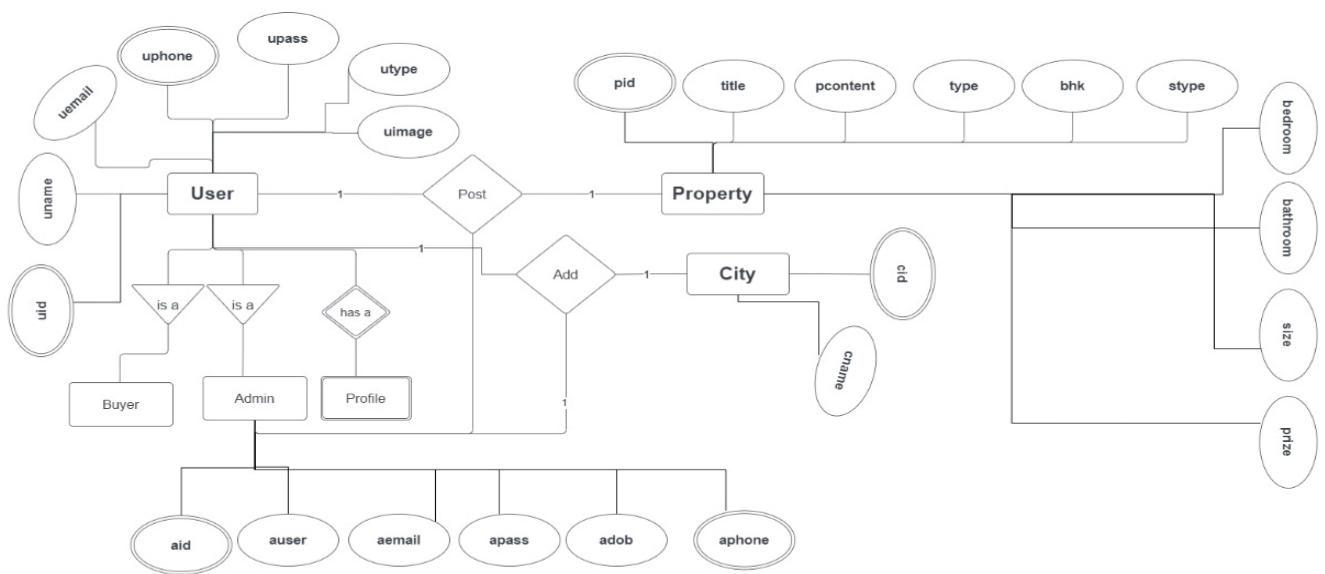 upass
uphone
utype
uemail
uimage
pid
title
pcontent
type
bhk
stype
bedroom
uname
User
1
Post
1
Property
bathroom
1
Add
1
City
cid
uid
is a
is a
has a
size
cname
Buyer
Admin
Profile
1
prize
aid
auser
aemail
apass
adob
aphone